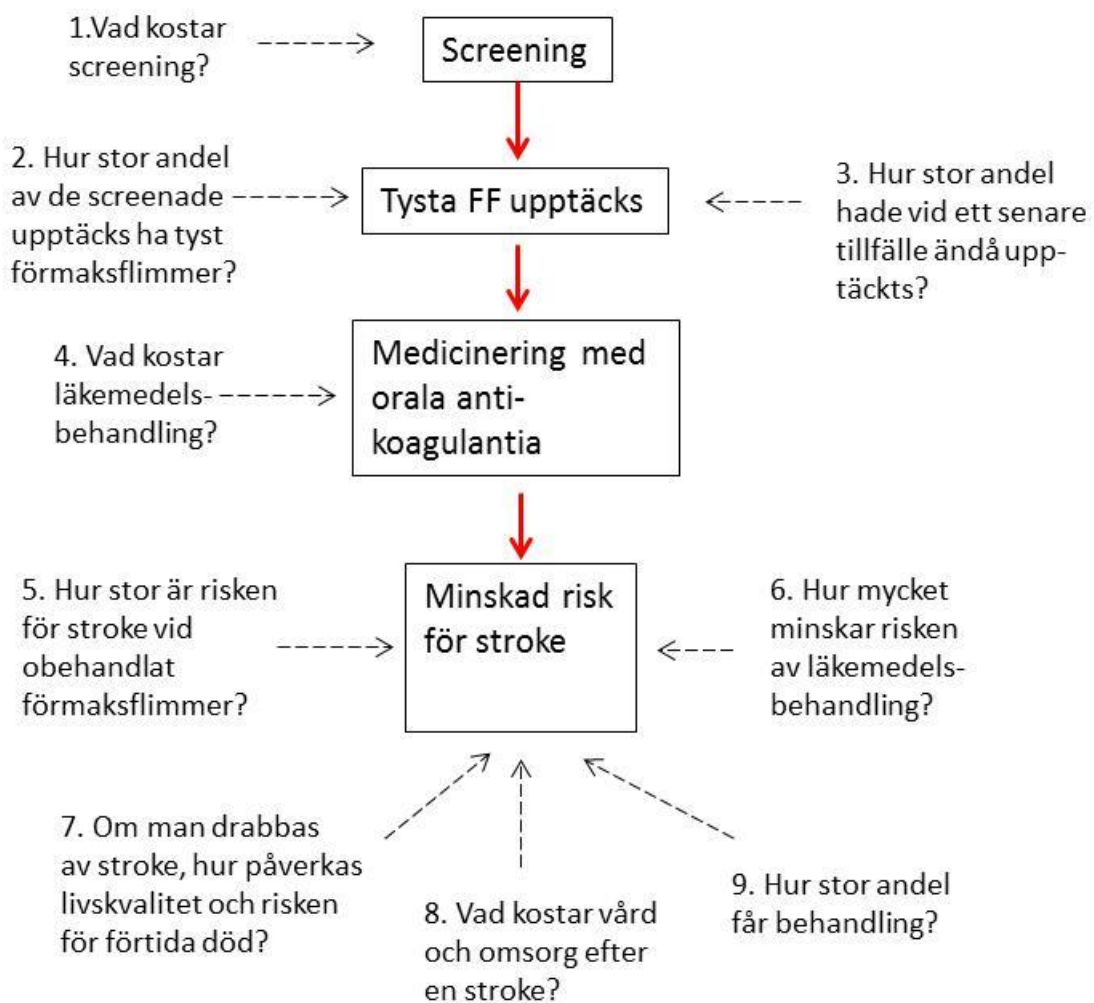 1.Vad kostar
screening?
Screening
2. Hur stor andel
av de screenade
upptäcks ha tyst
förmaksflimmer?
Tysta FF upptäcks
3. Hur stor andel
hade vid ett senare
tillfälle ändå upp-
täckts?
4. Vad kostar
läkemedels-
behandling?
Medicinering med
orala anti-
koagulantia
5. Hur stor är risken
för stroke vid
obehandlat
förmaksflimmer?
Minskad risk
för stroke
6. Hur mycket
minskar risken
av läkemedels-
behandling?
7. Om man drabbas
av stroke, hur påverkas
livskvalitet och risken
för förtida död?
8. Vad kostar vård
och omsorg efter
en stroke?
9. Hur stor andel
får behandling?